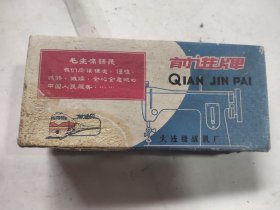 毛主席語录
我们应该谦虚，谨慎，
戒骄，戒躁，全心全意地为
中国人民服务……
前进牌
QIAN JIN PAI
大连缝纫机厂